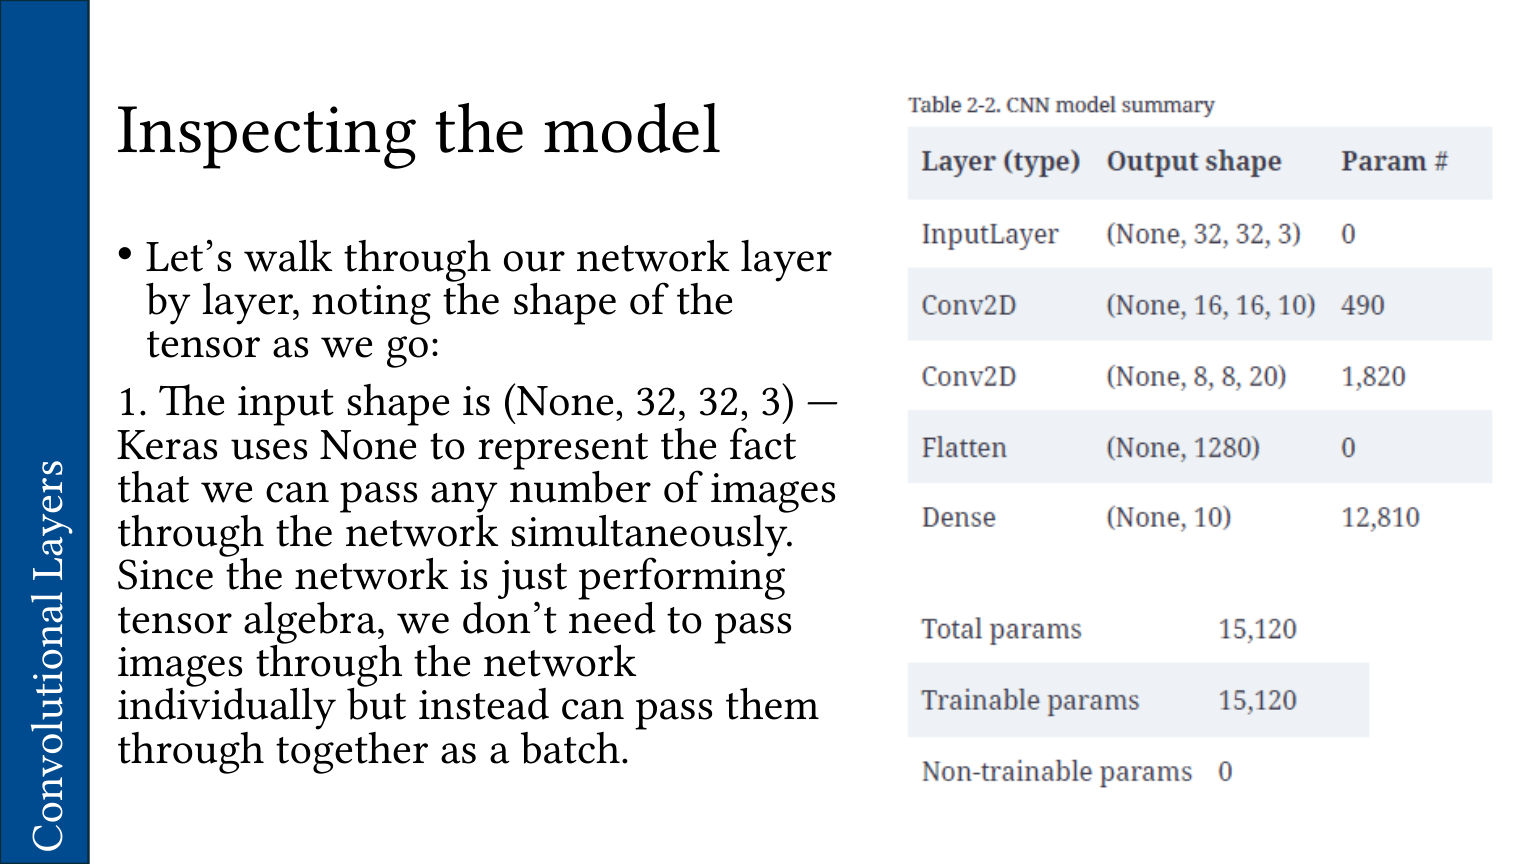 Convolutional Layers
Inspecting the model
• Let’s walk through our network layer
by layer, noting the shape of the
tensor as we go:
1. The input shape is (None, 32, 32, 3) —
Keras uses None to represent the fact
that we can pass any number of images
through the network simultaneously.
Since the network is just performing
tensor algebra, we don’t need to pass
images through the network
individually but instead can pass them
through together as a batch.
Table 2-2. CNN model summary
Layer (type) Output shape Param #
InputLayer (None, 32, 32, 3) 0
Conv2D (None, 16, 16, 10) 490
Conv2D (None, 8, 8, 20) 1,820
Flatten (None, 1280) 0
Dense (None, 10) 12,810
Total params 15,120
Trainable params 15,120
Non-trainable params 0